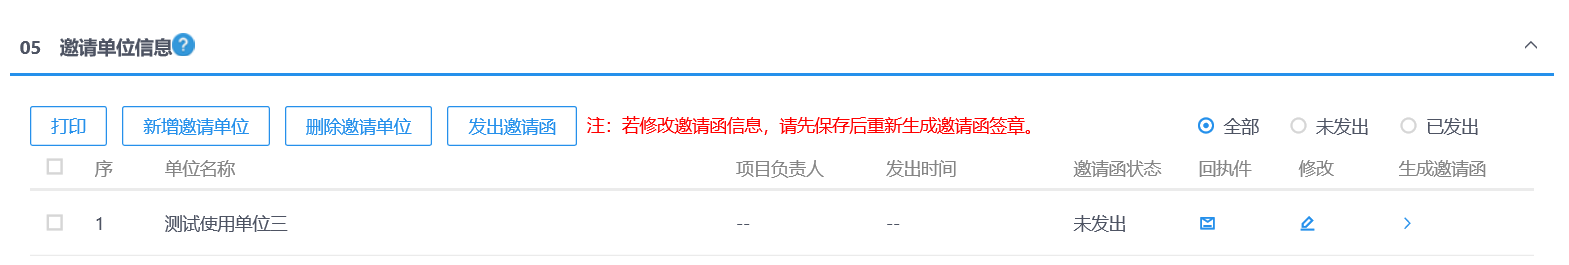 05 邀请单位信息?
打印 新增邀请单位 删除邀请单位 发出邀请函 注：若修改邀请函信息，请先保存后重新生成邀请函签章。 全部 未发出 已发出
序 单位名称 项目负责人 发出时间 邀请函状态 回执件 修改 生成邀请函
1 测试使用单位三 -- -- 未发出